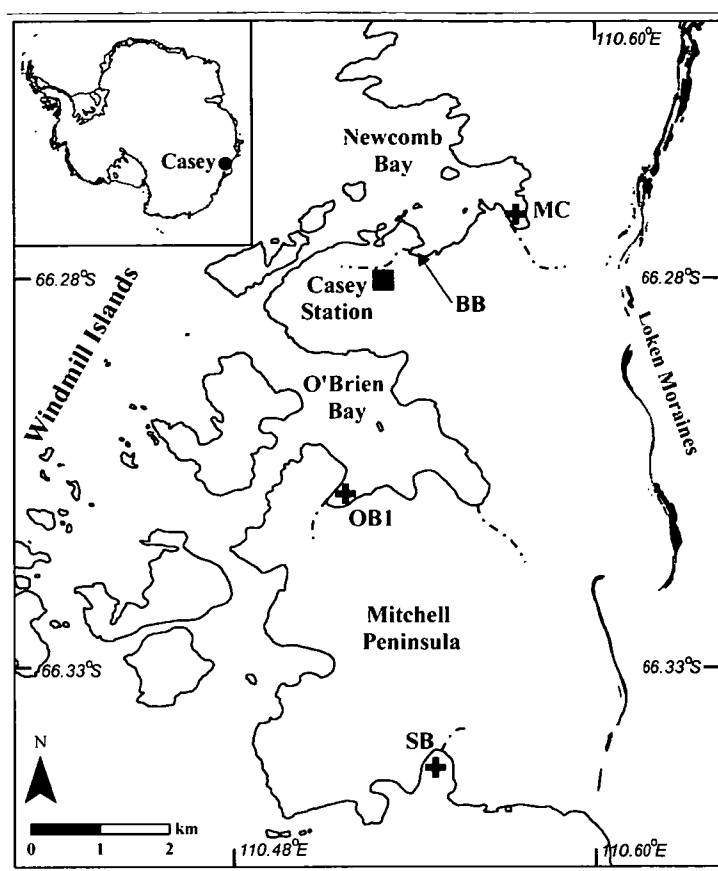 110.60°E
Newcomb
Bay
Casey
MC
66.28°S
66.28°S
Casey
Station
BB
Windmill Islands
Loken Moraines
O'Brien
Bay
OB1
Mitchell
Peninsula
66.33°S
66.33°S
SB
N
km
0 1 2
110.48°E
110.60°E